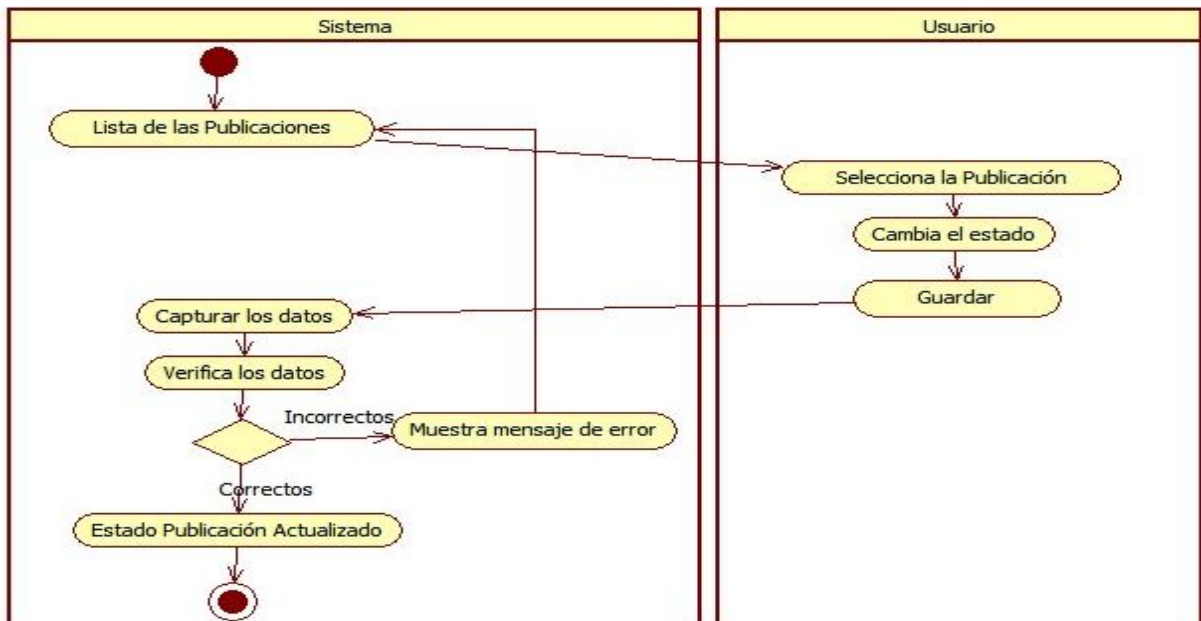 Sistema
Usuario
Lista de las Publicaciones
Selecciona la Publicación
Cambia el estado
Guardar
Capturar los datos
Verifica los datos
Incorrectos
Muestra mensaje de error
Correctos
Estado Publicación Actualizado